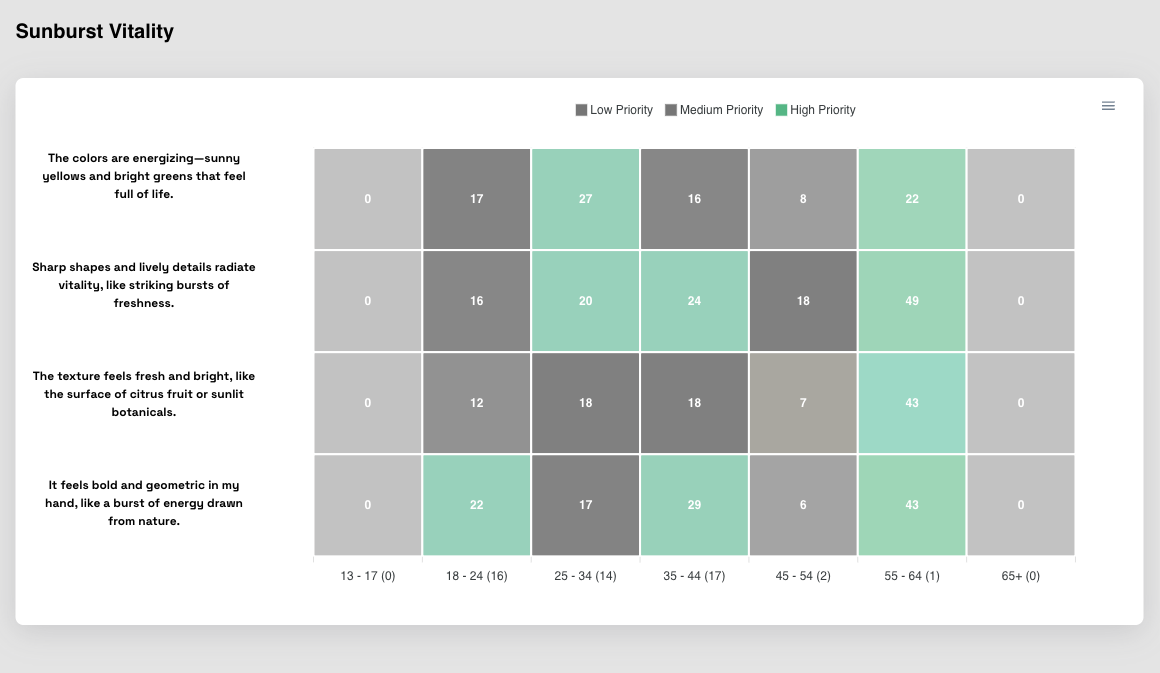 Sunburst Vitality
Low Priority Medium Priority High Priority
The colors are energizing—sunny
yellows and bright greens that feel
full of life.
0 17 27 16 8 22 0
Sharp shapes and lively details radiate
vitality, like striking bursts of
freshness.
0 16 20 24 18 49 0
The texture feels fresh and bright, like
the surface of citrus fruit or sunlit
botanicals.
0 12 18 18 7 43 0
It feels bold and geometric in my
hand, like a burst of energy drawn
from nature.
0 22 17 29 6 43 0
13 - 17 (0) 18 - 24 (16) 25 - 34 (14) 35 - 44 (17) 45 - 54 (2) 55 - 64 (1) 65+ (0)